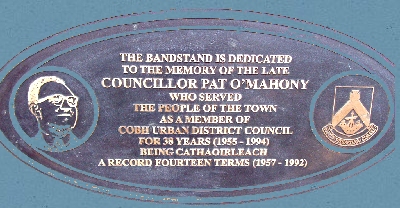 THE BANDSTAND IS DEDICATED
TO THE MEMORY OF THE LATE
COUNCILLOR PAT O'MAHONY
WHO SERVED
THE PEOPLE OF THE TOWN
AS A MEMBER OF
COBH URBAN DISTRICT COUNCIL
FOR 38 YEARS (1955 - 1994)
BEING CATHAOIRLEACH
A RECORD FOURTEEN TERMS (1957 - 1992)